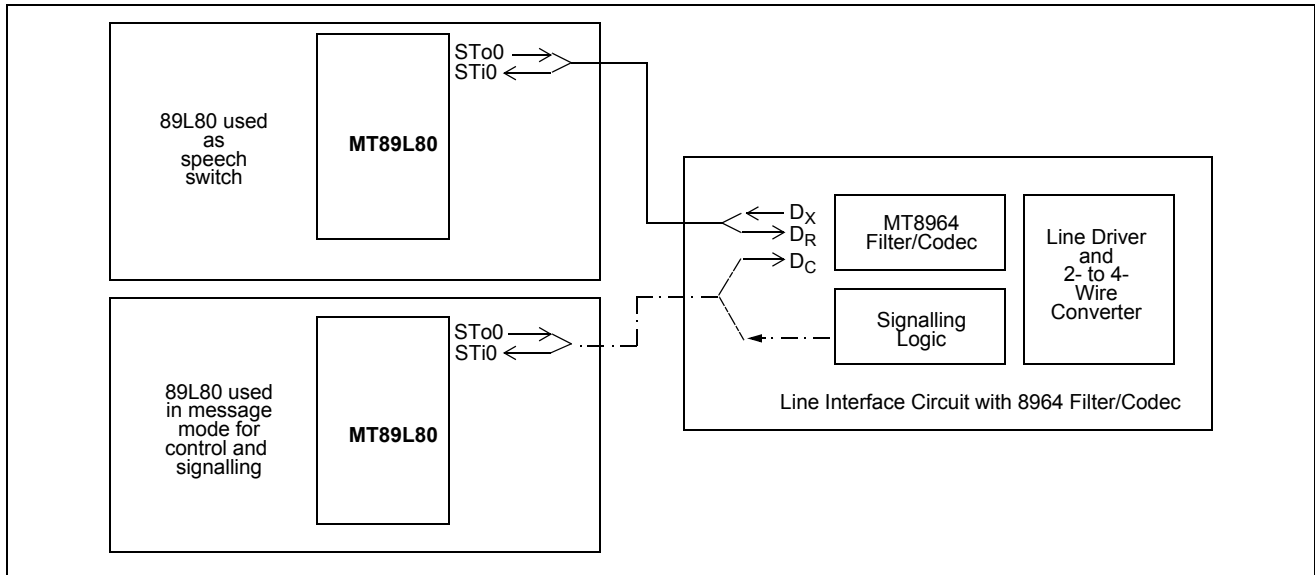 89L80 used
as
speech
switch
MT89L80
STo0
STi0
89L80 used
in message
mode for
control and
signalling
MT89L80
STo0
STi0
DX
DR
DC
MT8964
Filter/Codec
Signalling
Logic
Line Driver
and
2- to 4-
Wire
Converter
Line Interface Circuit with 8964 Filter/Codec